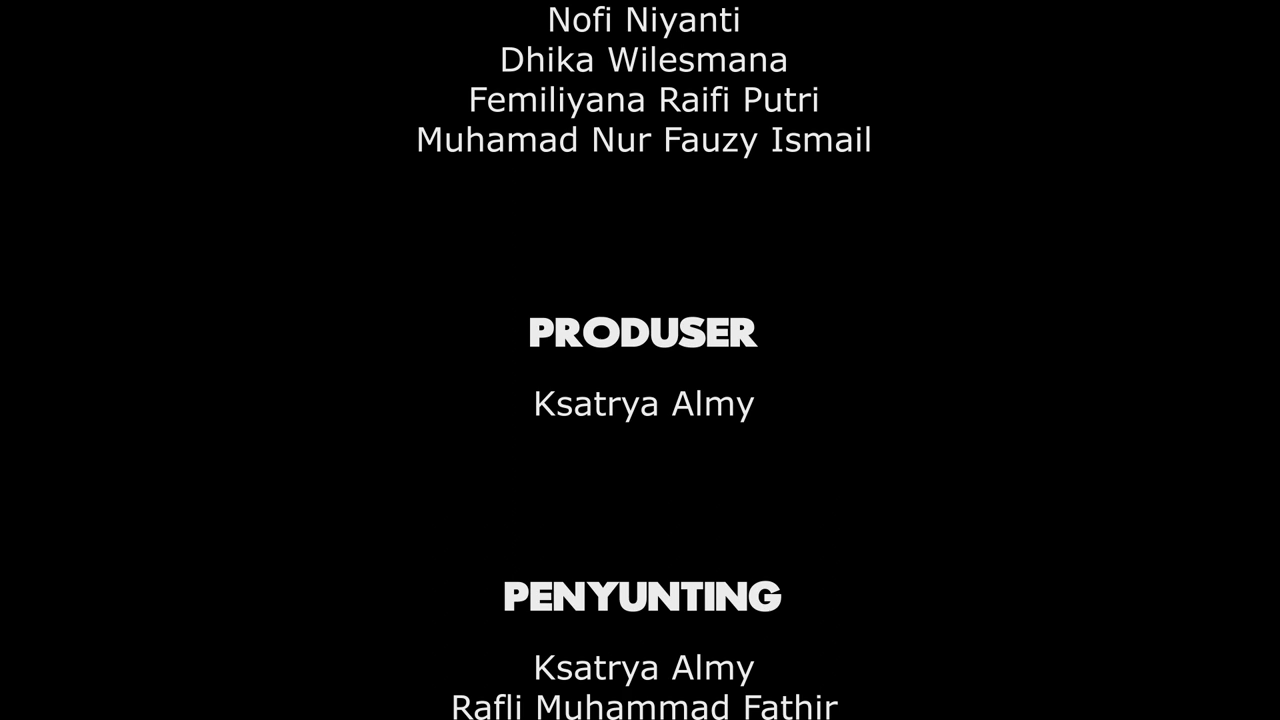 Nofi Niyanti
Dhika Wilesmana
Femiliyana Raifi Putri
Muhamad Nur Fauzy Ismail
PRODUSER
Ksatrya Almy
PENYUNTING
Ksatrya Almy
Rafli Muhammad Fathir